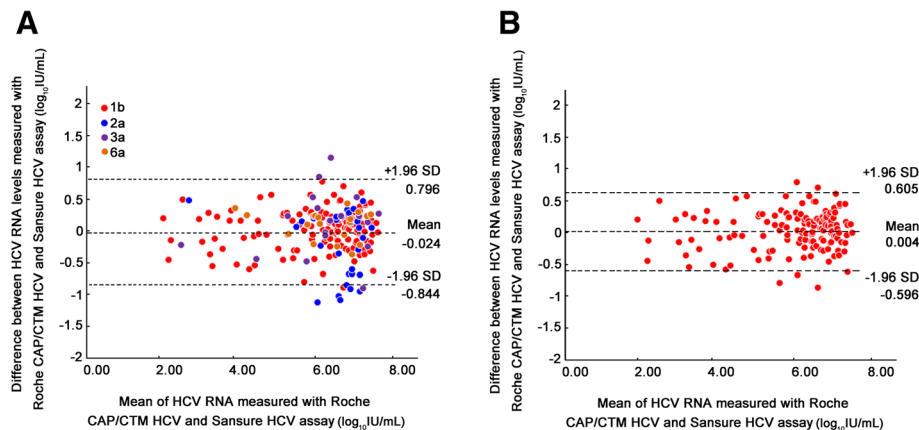 A
Difference between HCV RNA levels measured with
Roche CAP/CTM HCV and Sansure HCV assay (log10IU/mL)
2
1.5
1
0.5
0
-0.5
-1
-1.5
-2
1b
2a
3a
6a
+1.96 SD
0.796
Mean
-0.024
-1.96 SD
-0.844
0.00
2.00
4.00
6.00
8.00
Mean of HCV RNA measured with Roche
CAP/CTM HCV and Sansure HCV assay (log10IU/mL)
B
Difference between HCV RNA levels measured with
Roche CAP/CTM HCV and Sansure HCV assay (log10IU/mL)
2
1.5
1
0.5
0
-0.5
-1
-1.5
-2
+1.96 SD
0.605
Mean
0.004
-1.96 SD
-0.596
0.00
2.00
4.00
6.00
8.00
Mean of HCV RNA measured with Roche
CAP/CTM HCV and Sansure HCV assay (log10IU/mL)